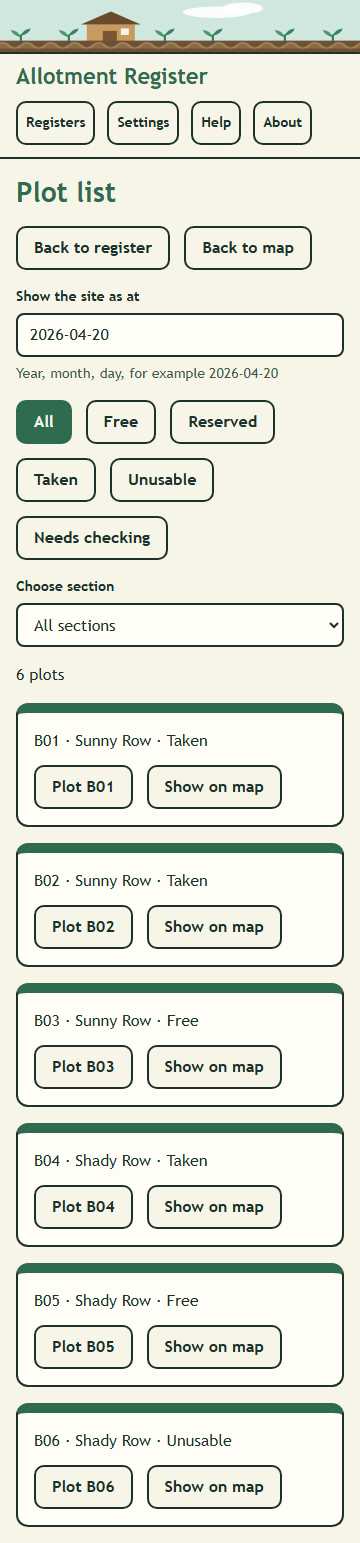 Allotment Register
Registers Settings Help About
Plot list
Back to register Back to map
Show the site as at
2026-04-20
Year, month, day, for example 2026-04-20
All Free Reserved
Taken Unusable
Needs checking
Choose section
All sections
6 plots
B01 · Sunny Row · Taken
Plot B01 Show on map
B02 · Sunny Row · Taken
Plot B02 Show on map
B03 · Sunny Row · Free
Plot B03 Show on map
B04 · Shady Row · Taken
Plot B04 Show on map
B05 · Shady Row · Free
Plot B05 Show on map
B06 · Shady Row · Unusable
Plot B06 Show on map